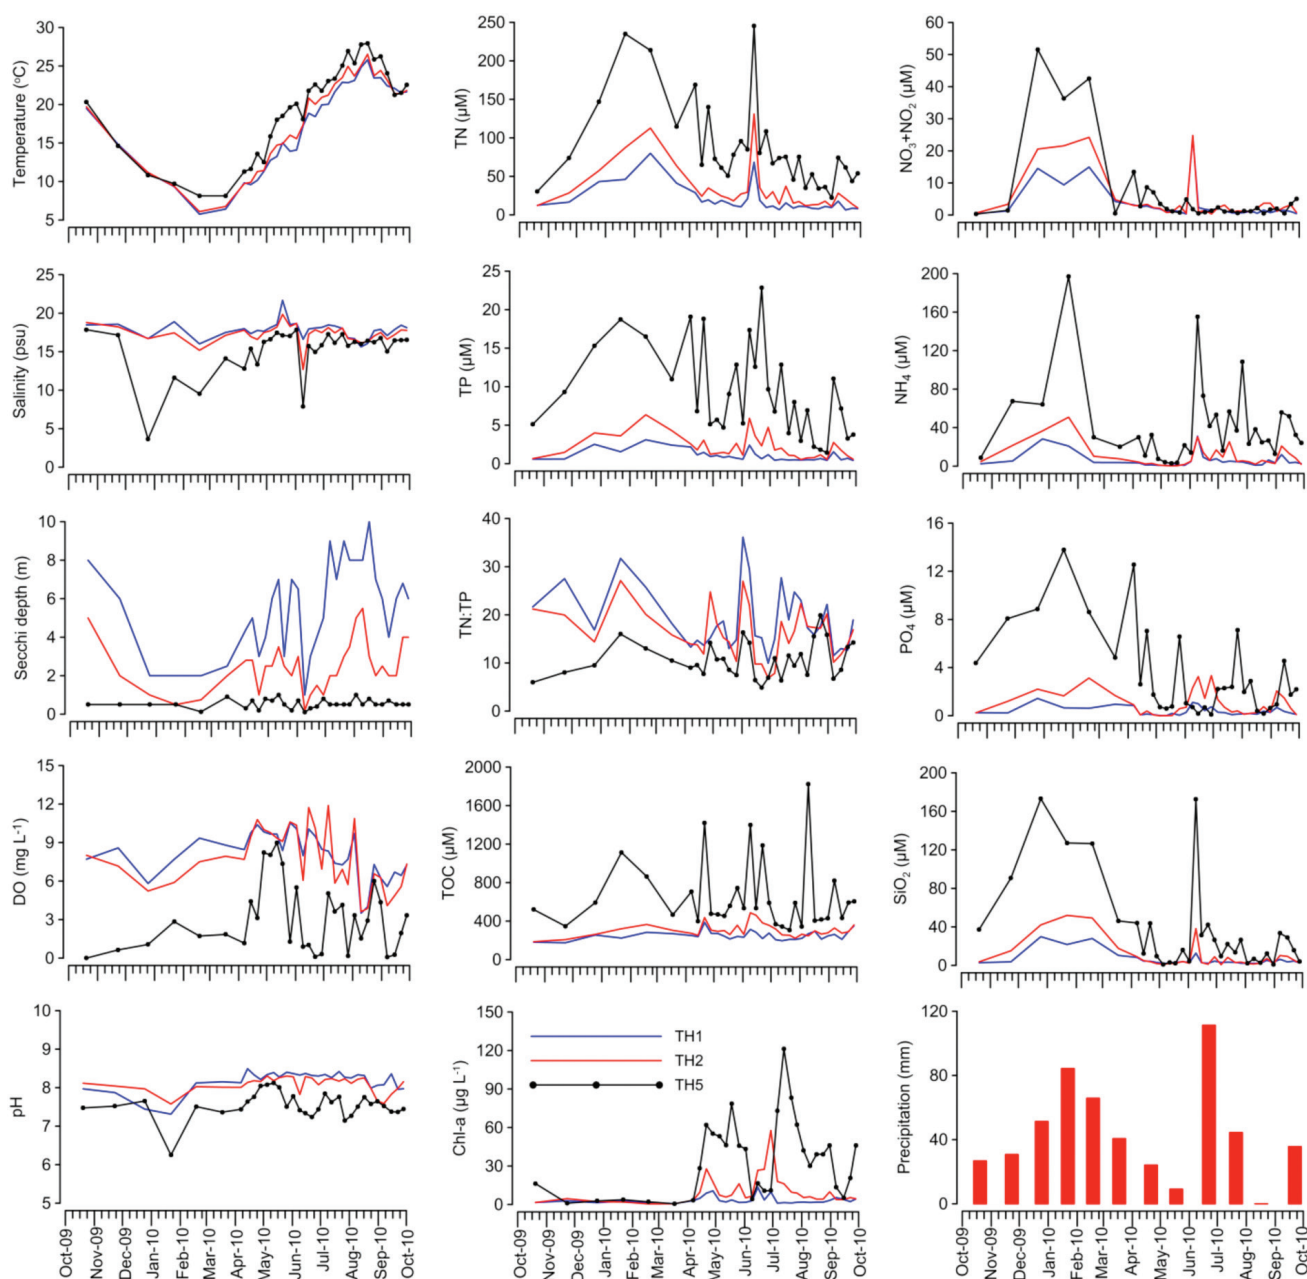 Temperature (°C)
30
25
20
15
10
5
TN (µM)
250
200
150
100
50
0
NO3+NO2 (µM)
60
50
40
30
20
10
0
Salinity (psu)
25
20
15
10
5
0
TP (µM)
25
20
15
10
5
0
NH4 (µM)
200
160
120
80
40
0
Secchi depth (m)
10
8
6
4
2
0
TN:TP
40
30
20
10
0
PO4 (µM)
16
12
8
4
0
DO (mg L-1)
15
12
9
6
3
0
TOC (µM)
2000
1600
1200
800
400
0
SiO2 (µM)
200
160
120
80
40
0
pH
10
9
8
7
6
5
Oct-09
Nov-09
Dec-09
Jan-10
Feb-10
Mar-10
Apr-10
May-10
Jun-10
Jul-10
Aug-10
Sep-10
Oct-10
Chl-a (µg L-1)
150
120
90
60
30
0
TH1
TH2
TH5
Oct-09
Nov-09
Dec-09
Jan-10
Feb-10
Mar-10
Apr-10
May-10
Jun-10
Jul-10
Aug-10
Sep-10
Oct-10
Precipitation (mm)
120
80
40
0
Oct-09
Nov-09
Dec-09
Jan-10
Feb-10
Mar-10
Apr-10
May-10
Jun-10
Jul-10
Aug-10
Sep-10
Oct-10